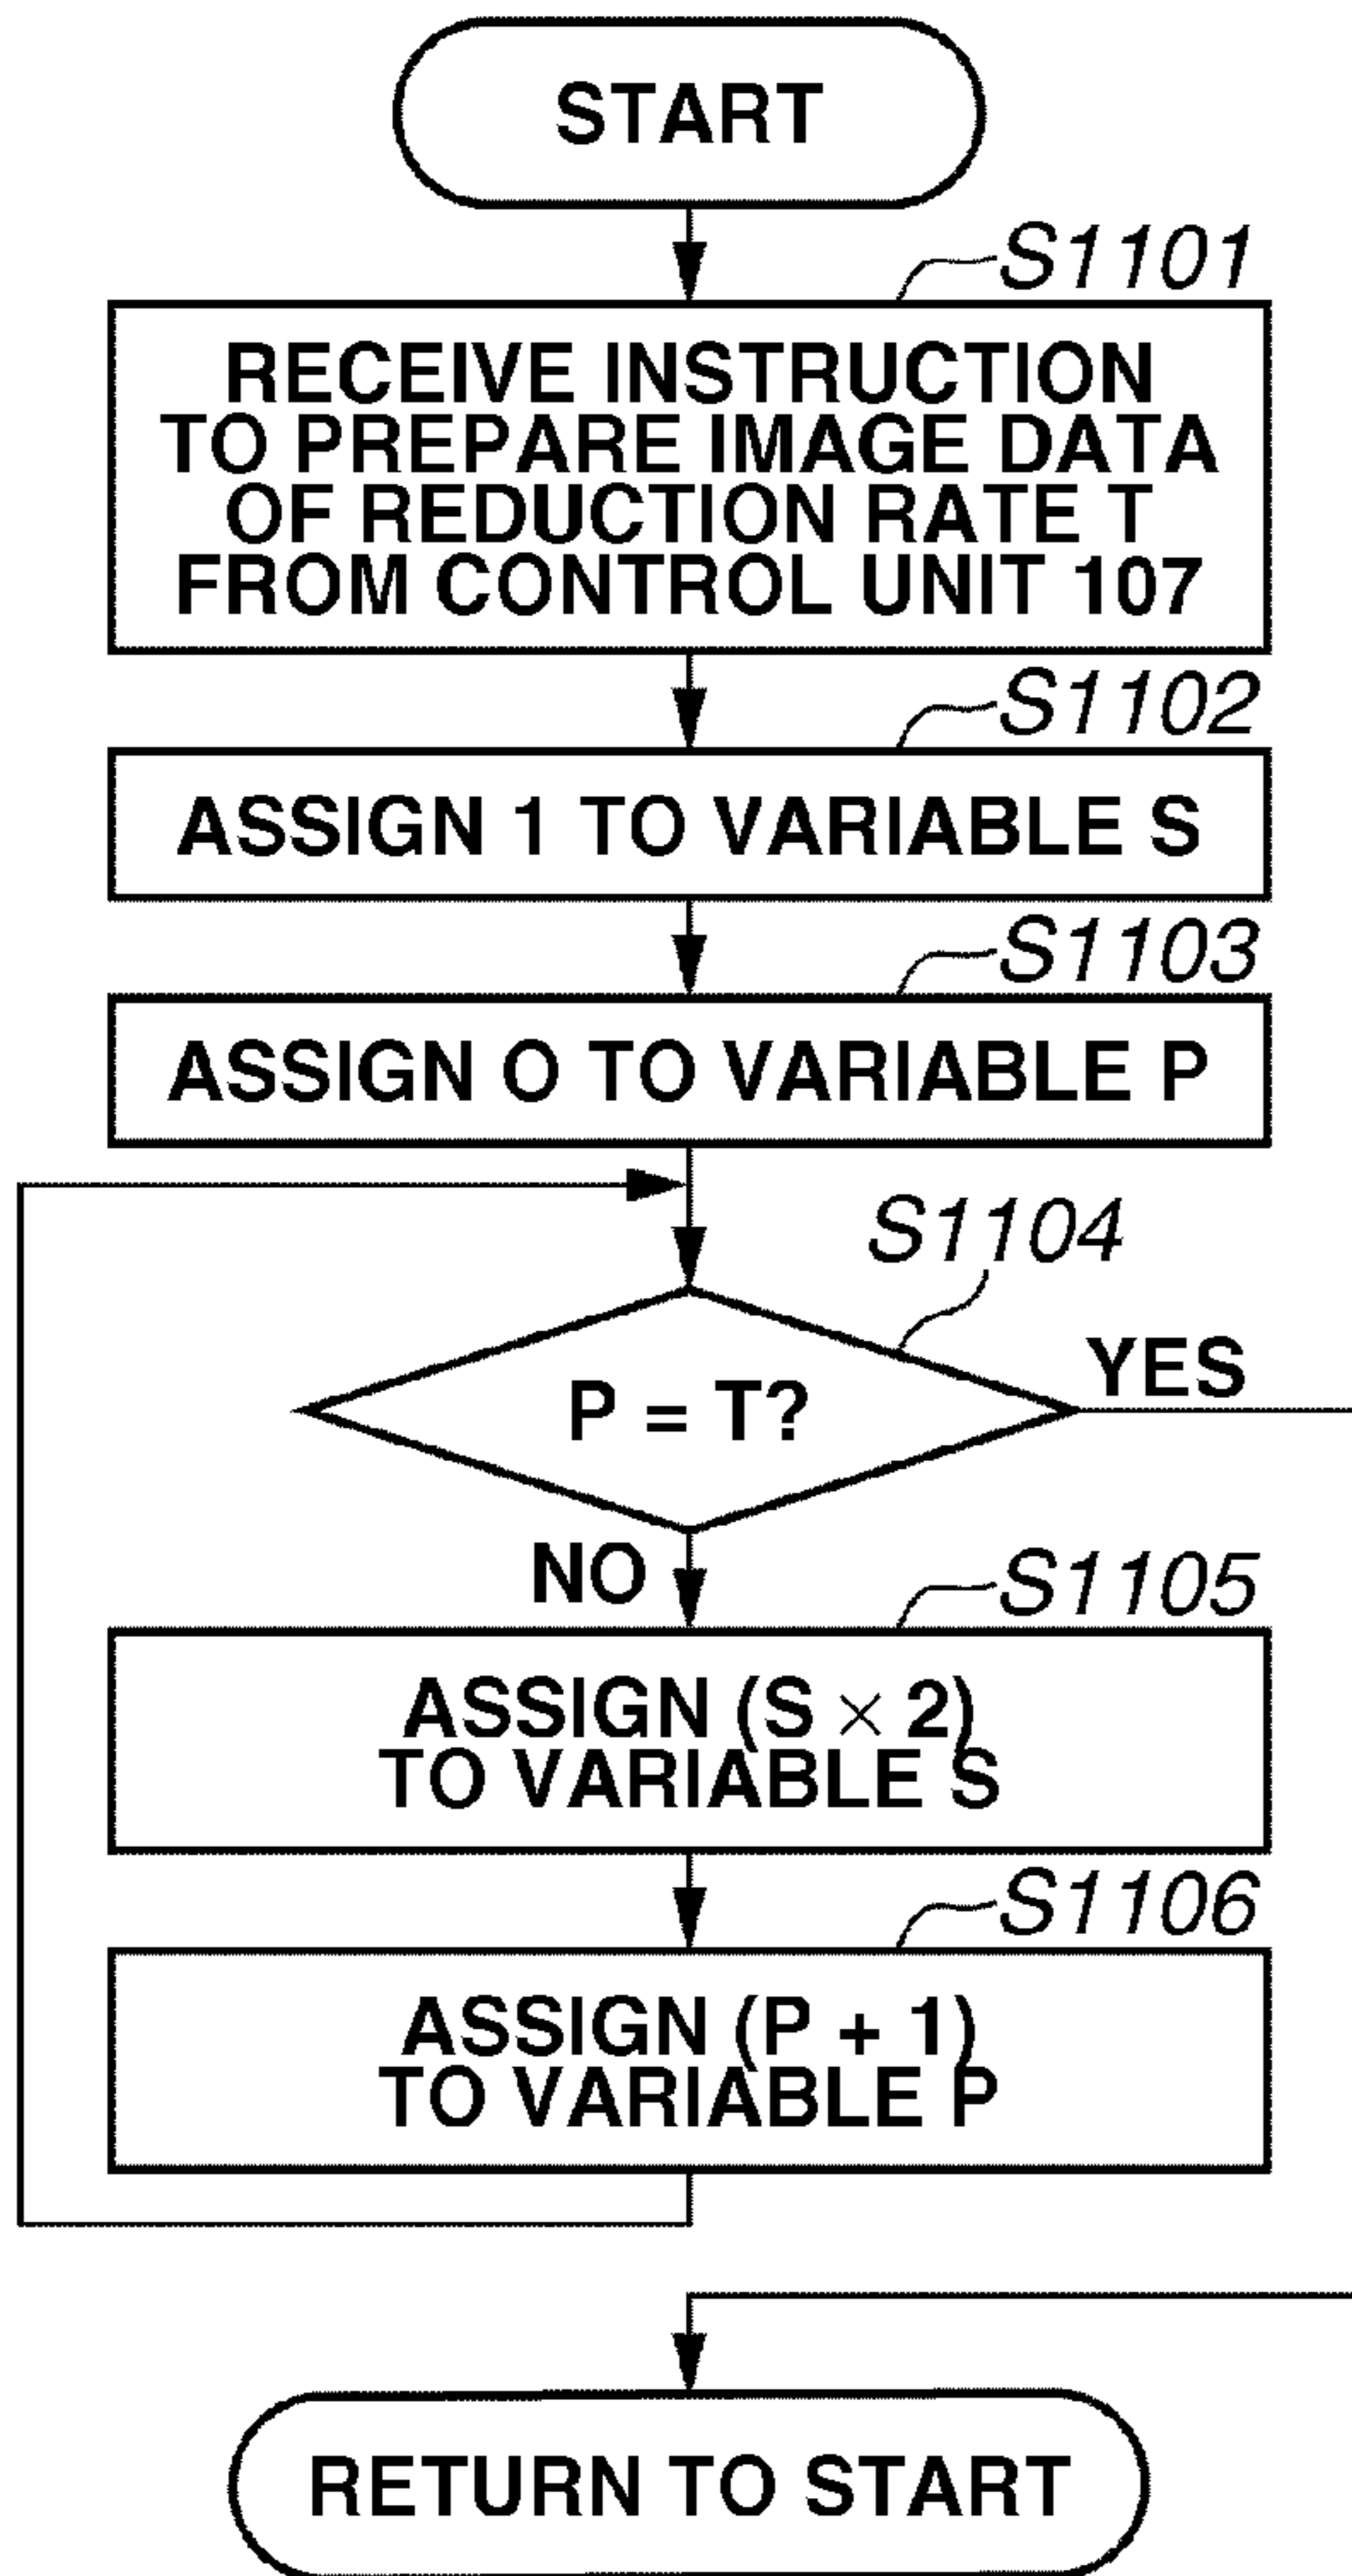 START
S1101
RECEIVE INSTRUCTION
TO PREPARE IMAGE DATA
OF REDUCTION RATE T
FROM CONTROL UNIT 107
S1102
ASSIGN 1 TO VARIABLE S
S1103
ASSIGN O TO VARIABLE P
S1104
P = T?
YES
NO
S1105
ASSIGN (S × 2)
TO VARIABLE S
S1106
ASSIGN (P + 1)
TO VARIABLE P
RETURN TO START